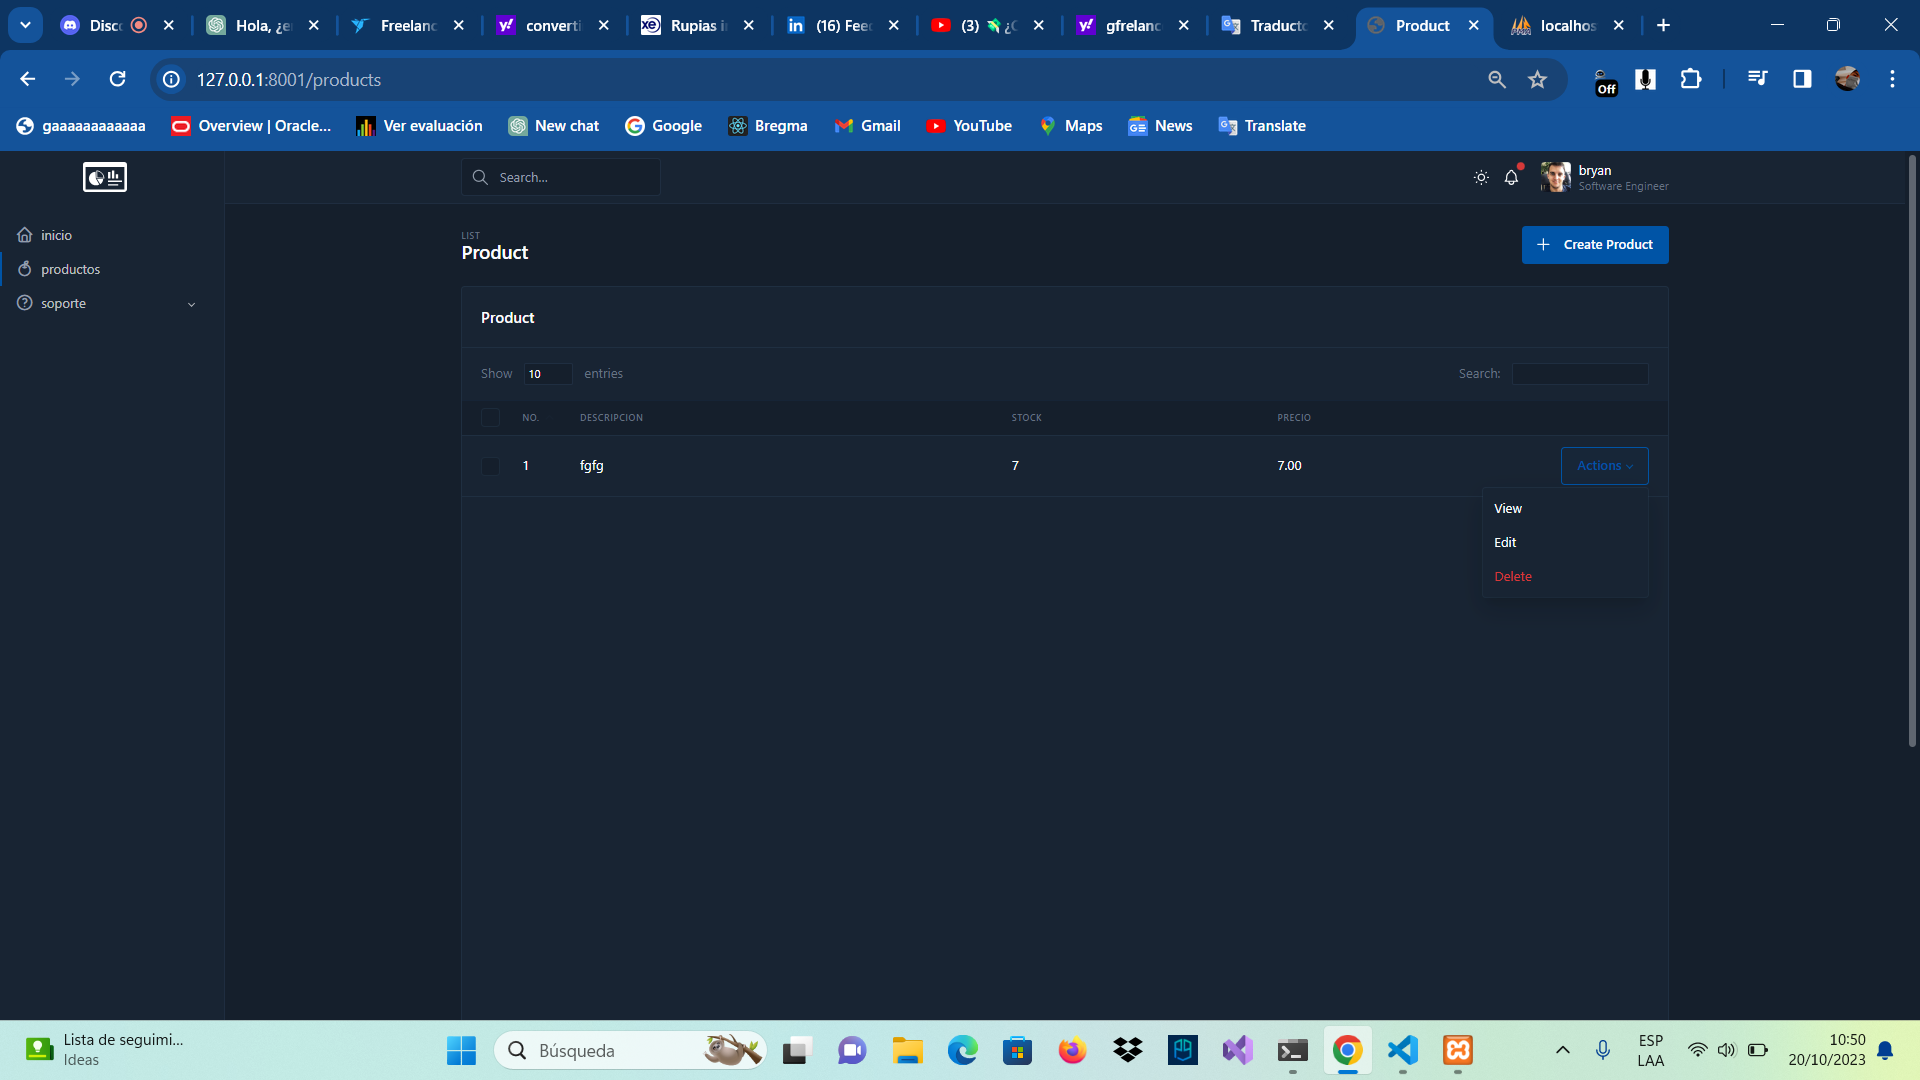 Disc
Hola, ¿e
Freelanc
converti
Rupias i
(16) Fee
(3) ¿C
gfrelanc
Traducto
Product
localhos
127.0.0.1:8001/products
Off
gaaaaaaaaaaaa
Overview | Oracle...
Ver evaluación
New chat
Google
Bregma
Gmail
YouTube
Maps
News
Translate
Search...
bryan
Software Engineer
inicio
productos
soporte
LIST
Product
Create Product
Product
Show 10 entries
Search:
NO. DESCRIPCION STOCK PRECIO
1 fgfg 7 7.00 Actions
View
Edit
Delete
Lista de seguimi...
Ideas
Búsqueda
ESP
LAA
10:50
20/10/2023